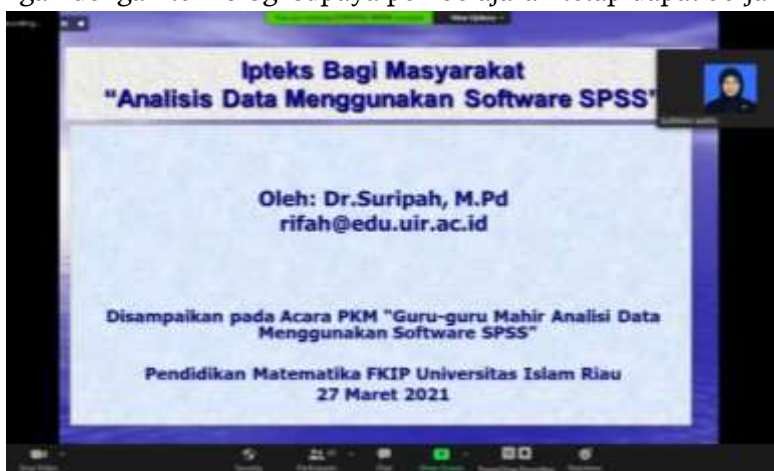 Ipteks Bagi Masyarakat
"Analisis Data Menggunakan Software SPSS"
Oleh: Dr.Suripah, M.Pd
rifah@edu.uir.ac.id
Disampaikan pada Acara PKM "Guru-guru Mahir Analisi Data
Menggunakan Software SPSS"
Pendidikan Matematika FKIP Universitas Islam Riau
27 Maret 2021